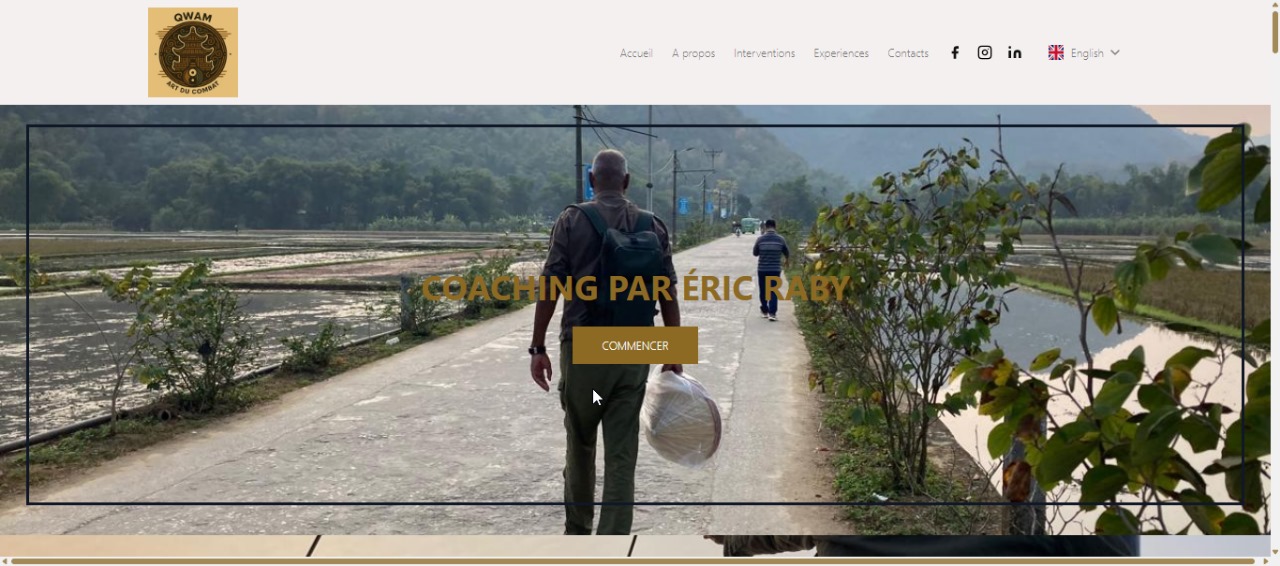 QWAM
ART DU COMBAT
Accueil
A propos
Interventions
Experiences
Contacts
English
COACHING PAR ÉRIC RABY
COMMENCER